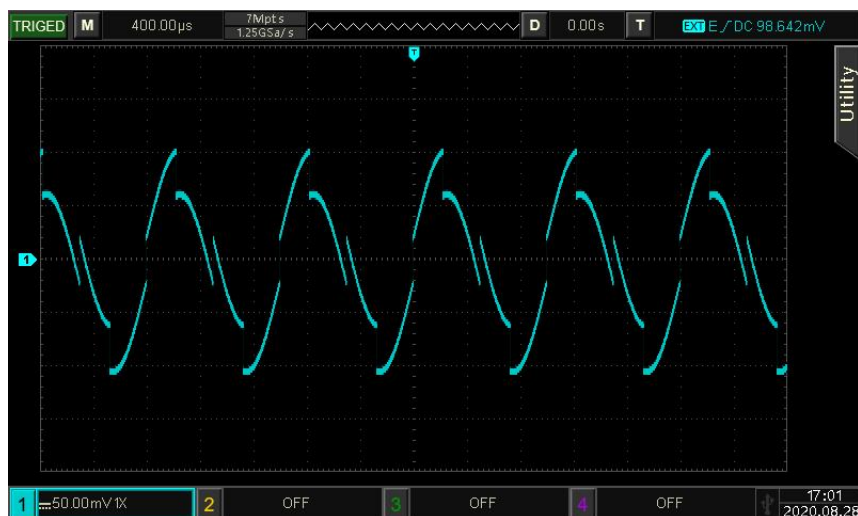 TRIGED M 400.00µs 7Mpts D 0.00s T EXT E DC 98.642mV
1.25GSa/s
T
Utility
1
1 50.00mV 1X 2 OFF 3 OFF 4 OFF 17:01
2020.08.28